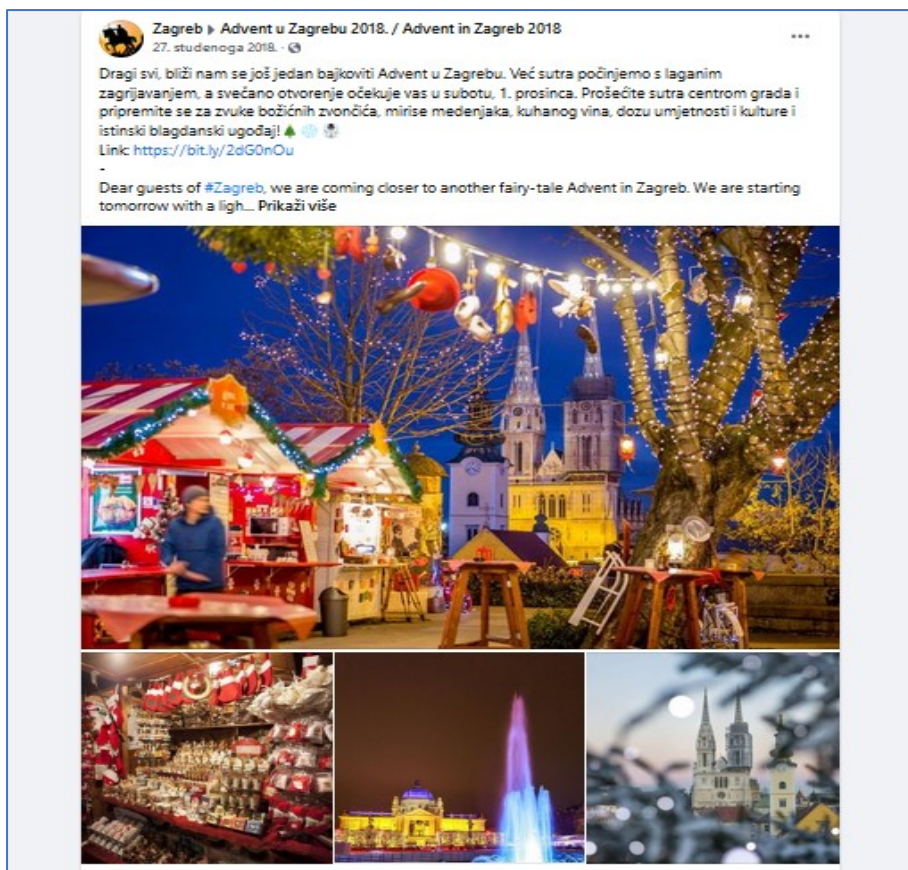 Zagreb ▸ Advent u Zagrebu 2018. / Advent in Zagreb 2018
27. studenoga 2018. ·
Dragi svi, bliži nam se još jedan bajkoviti Advent u Zagrebu. Već sutra počinjemo s laganim
zagrijavanjem, a svečano otvorenje očekuje vas u subotu, 1. prosinca. Prošećite sutra centrom grada i
pripremite se za zvuke božićnih zvončića, mirise medenjaka, kuhanog vina, dozu umjetnosti i kulture i
istinski blagdanski ugođaj!🎄❄️☃️
Link: https://bit.ly/2dG0nOu
-
Dear guests of #Zagreb, we are coming closer to another fairy-tale Advent in Zagreb. We are starting
tomorrow with a ligh... Prikaži više